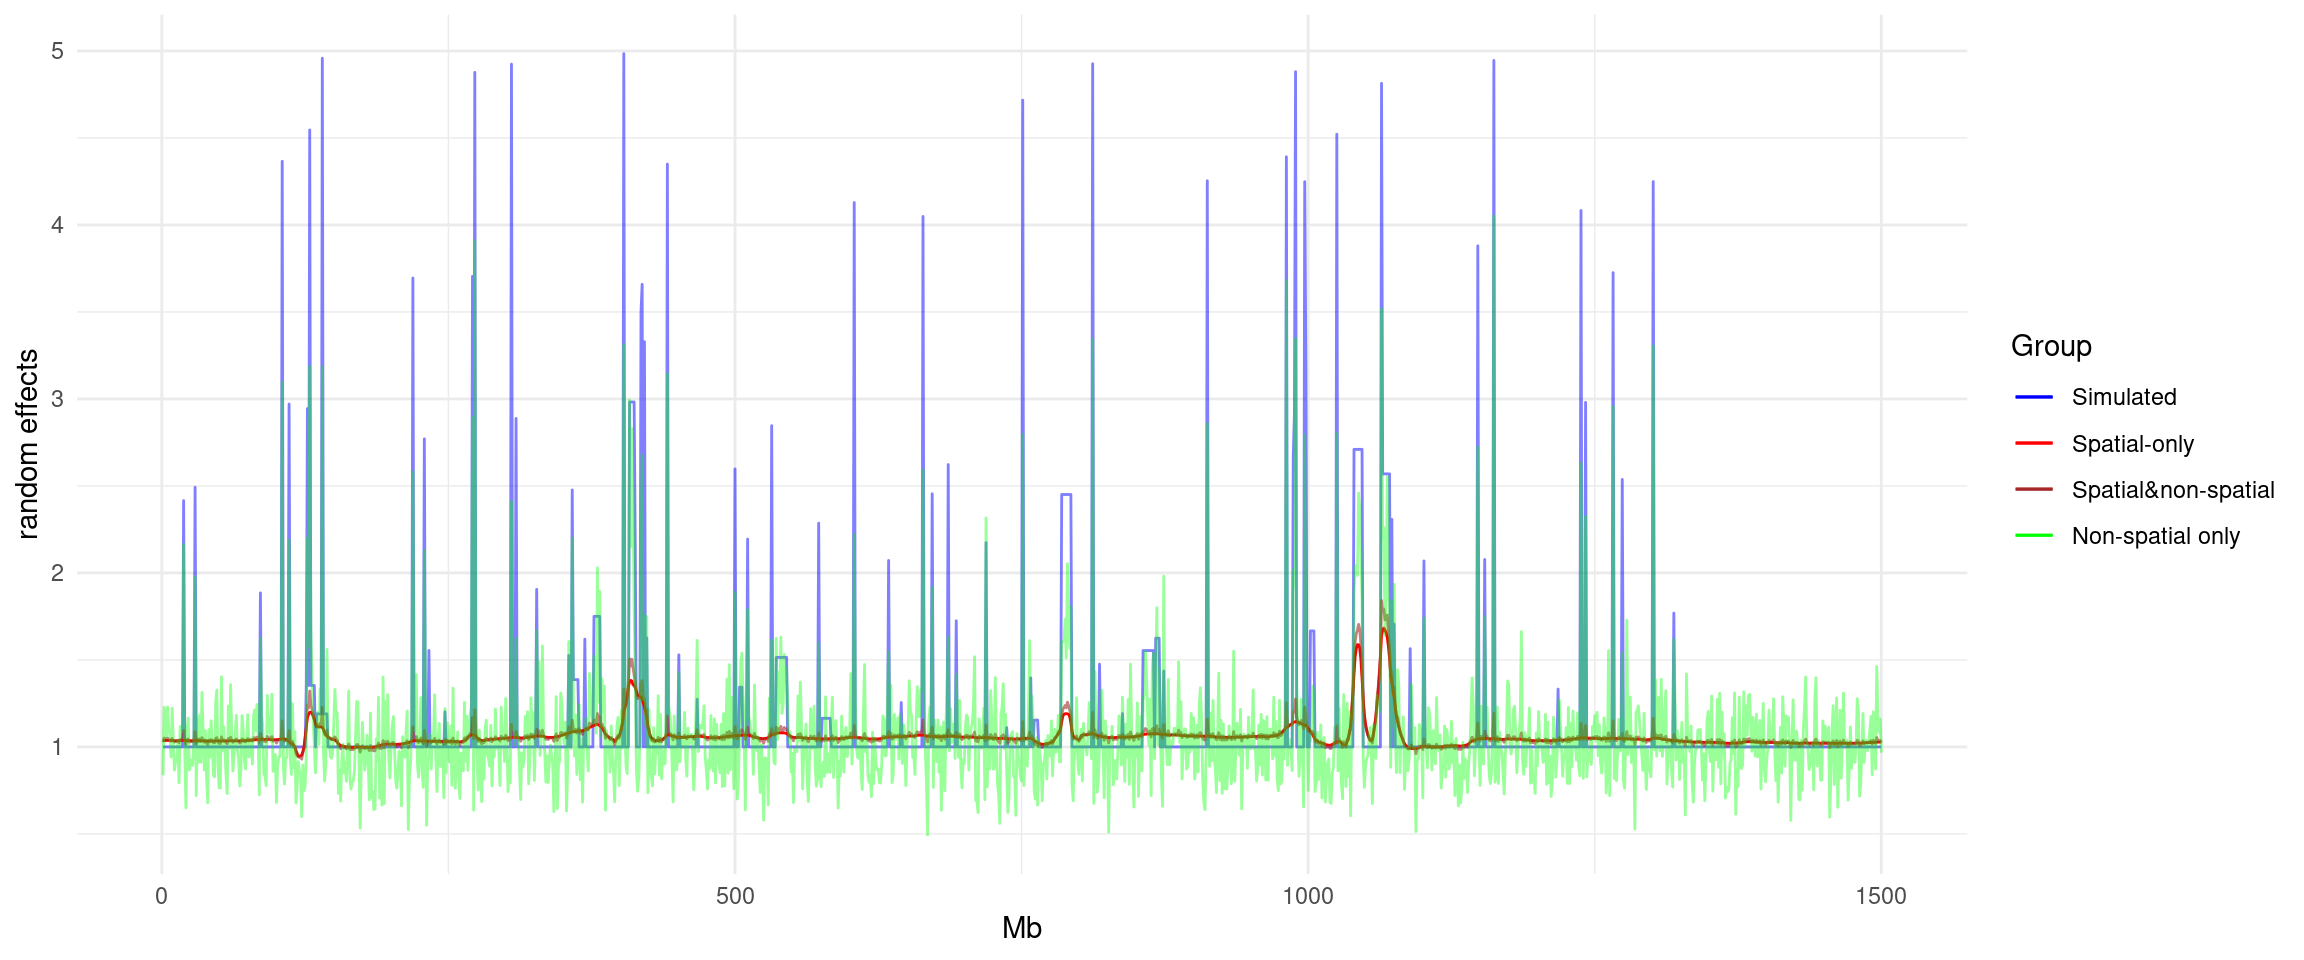 5
4
3
2
1
random effects
0
500
1000
1500
Mb
Group
Simulated
Spatial-only
Spatial&non-spatial
Non-spatial only